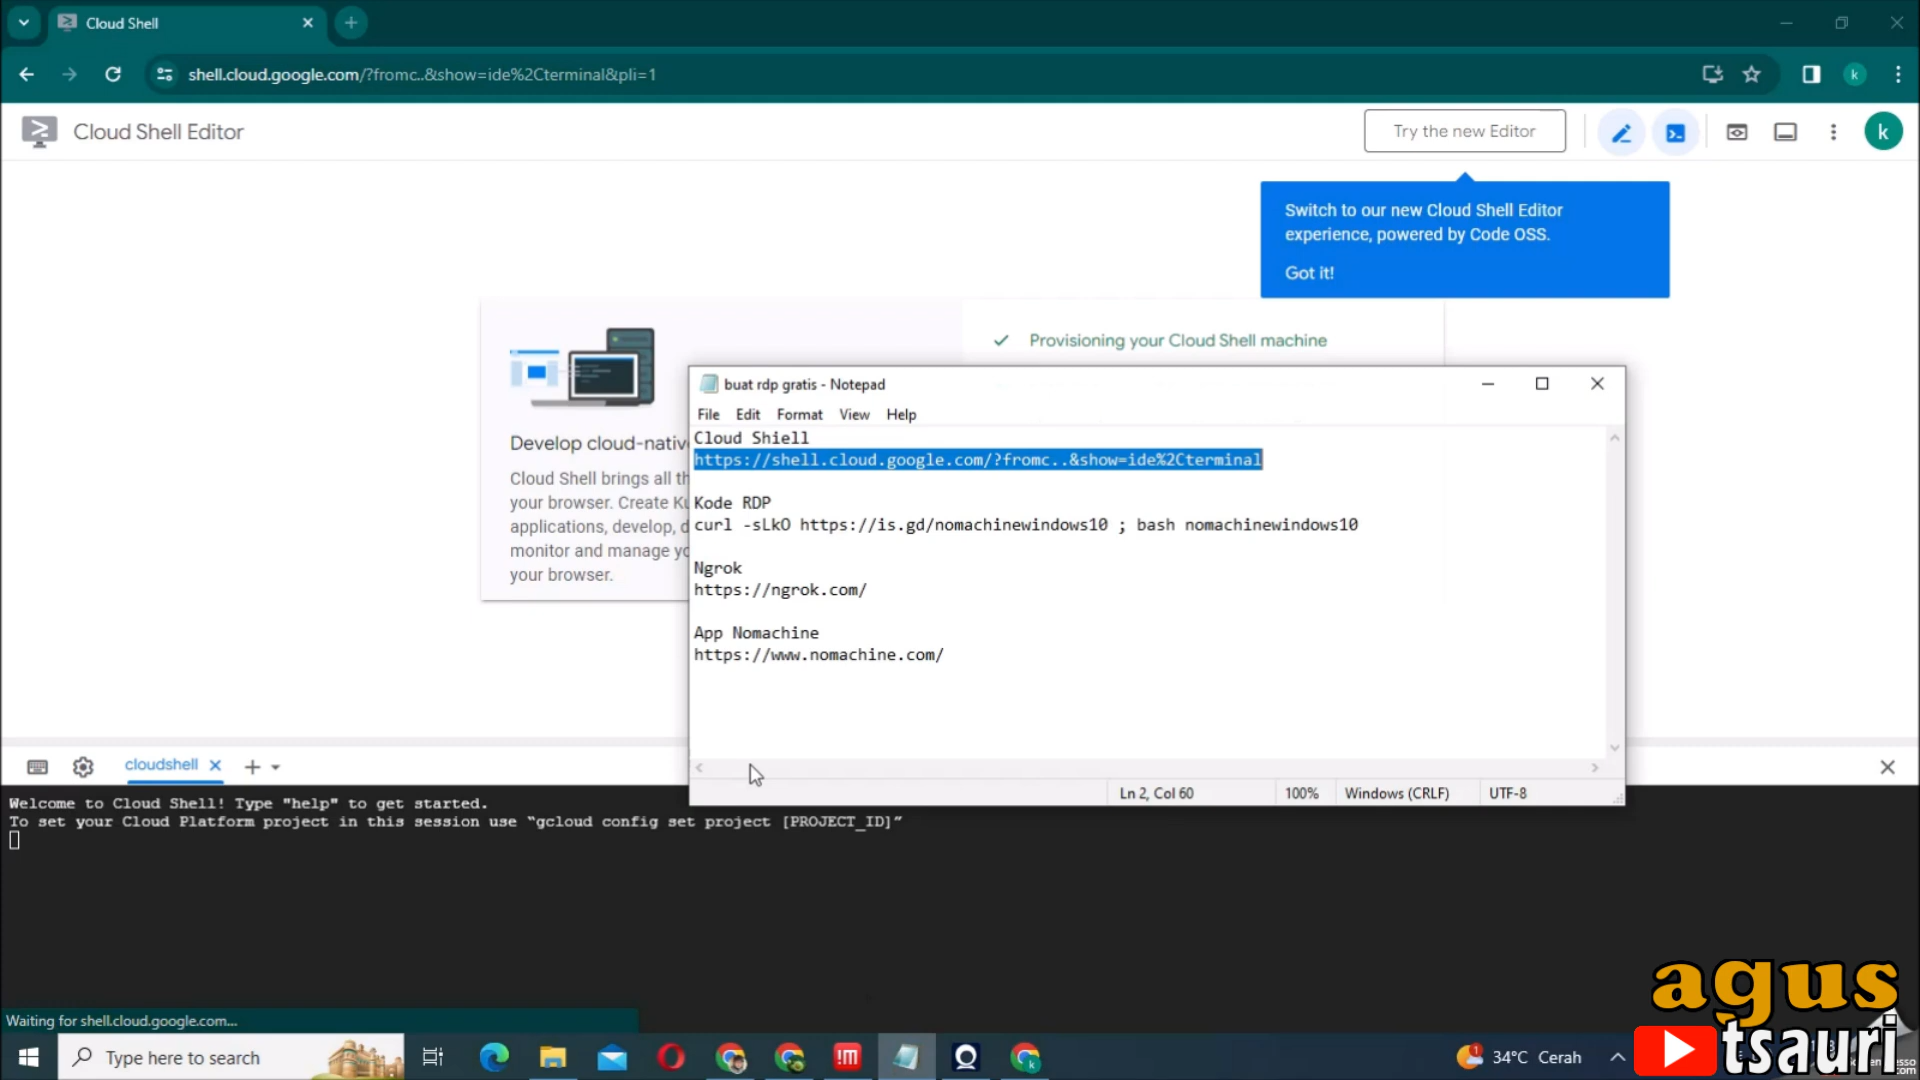 Cloud Shell
shell.cloud.google.com/?fromc..&show=ide%2Cterminal&pli=1
k
Cloud Shell Editor
Try the new Editor
k
Switch to our new Cloud Shell Editor
experience, powered by Code OSS.
Got it!
Provisioning your Cloud Shell machine
Develop cloud-native
Cloud Shell brings all th
your browser. Create Ku
applications, develop, d
monitor and manage yo
your browser.
buat rdp gratis - Notepad
File Edit Format View Help
Cloud Shiell
https://shell.cloud.google.com/?fromc..&show=ide%2Cterminal
Kode RDP
curl -sLkO https://is.gd/nomachinewindows10 ; bash nomachinewindows10
Ngrok
https://ngrok.com/
App Nomachine
https://www.nomachine.com/
Ln 2, Col 60
100%
Windows (CRLF)
UTF-8
cloudshell
Welcome to Cloud Shell! Type "help" to get started.
To set your Cloud Platform project in this session use “gcloud config set project [PROJECT_ID]”
Waiting for shell.cloud.google.com...
Type here to search
!M
k
1
34°C Cerah
agus
tsauri